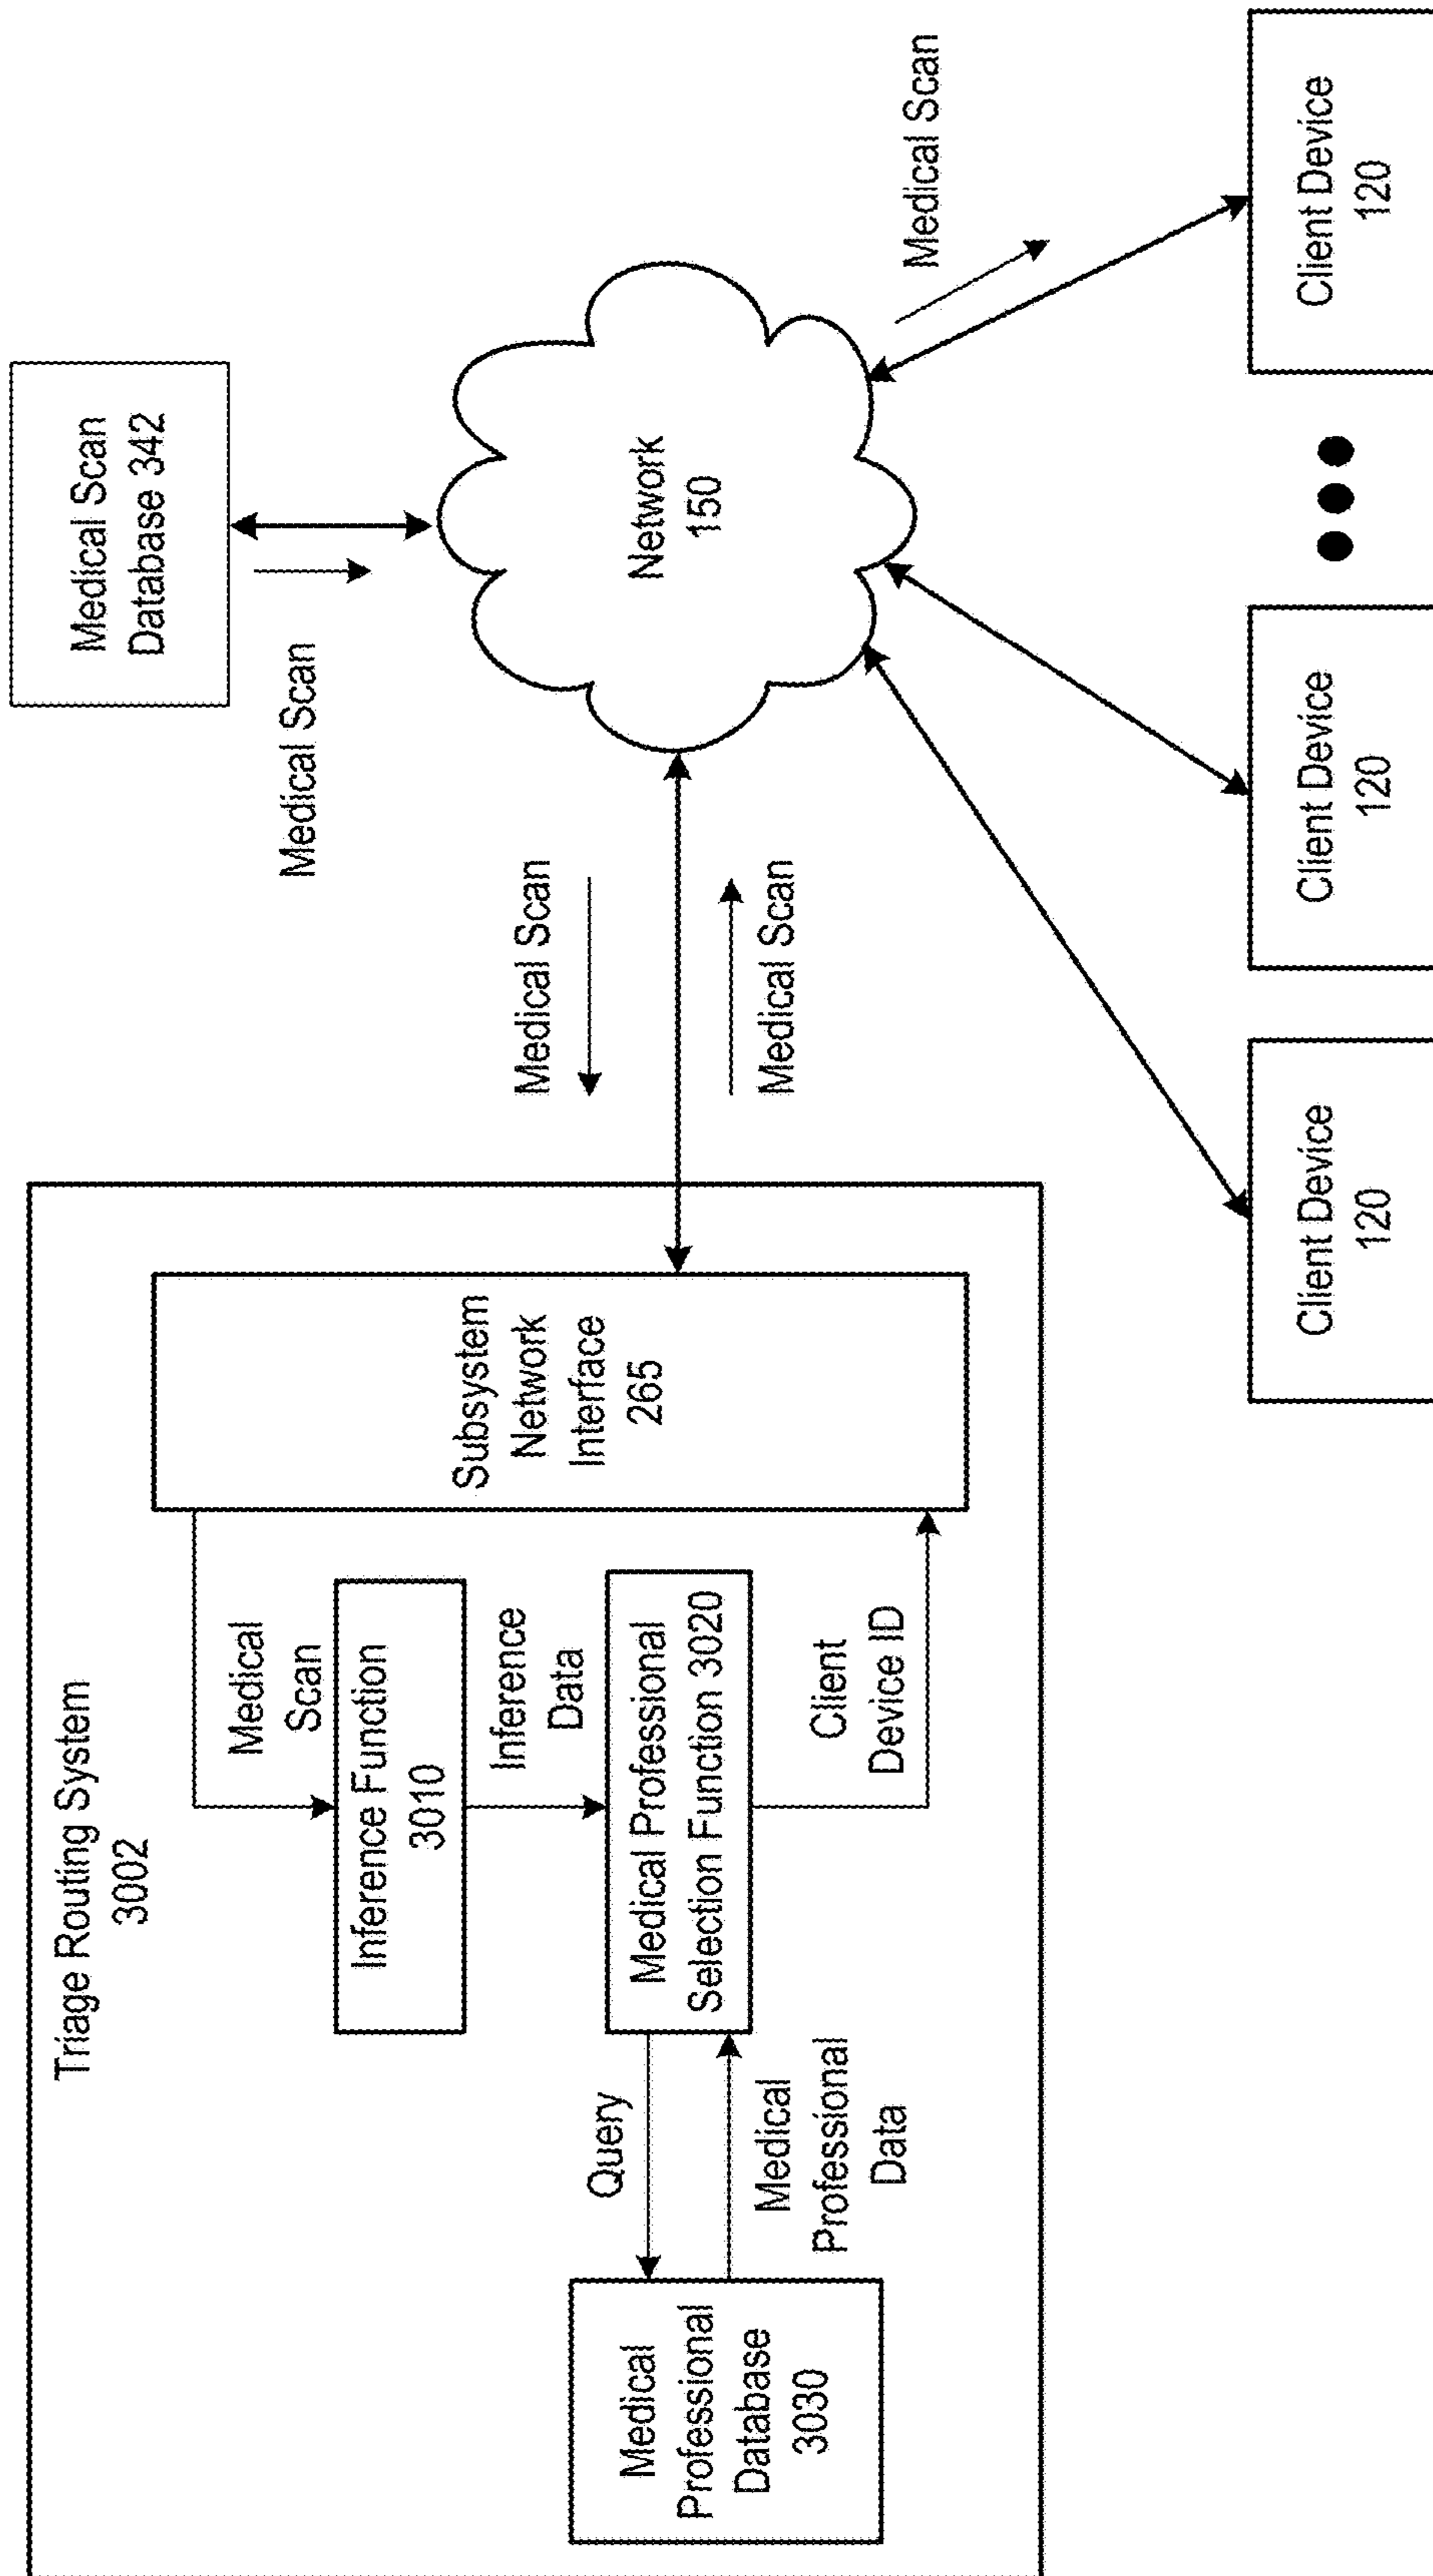 Triage Routing System
3002
Medical
Professional
Database
3030
Query
Medical
Professional
Data
Medical
Scan
Inference Function
3010
Inference
Data
Medical Professional
Selection Function 3020
Client
Device ID
Subsystem
Network
Interface
265
Medical Scan
Medical Scan
Medical Scan
Database 342
Medical Scan
Network
150
Medical Scan
Client Device
120
Client Device
120
Client Device
120